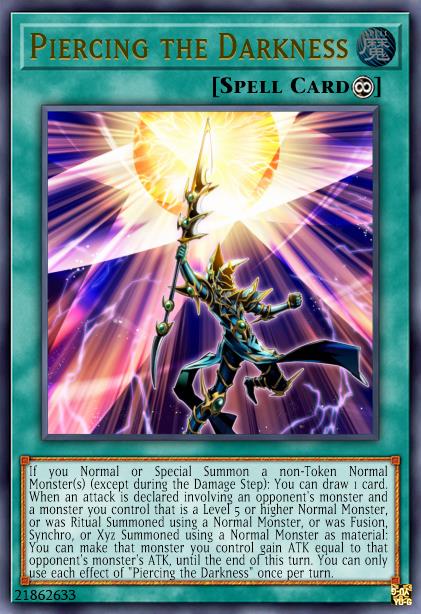 PIERCING THE DARKNESS
魔
[SPELL CARD]
If you Normal or Special Summon a non-Token Normal
Monster(s) (except during the Damage Step): You can draw 1 card.
When an attack is declared involving an opponent's monster and
a monster you control that is a Level 5 or higher Normal Monster,
or was Ritual Summoned using a Normal Monster, or was Fusion,
Synchro, or Xyz Summoned using a Normal Monster as material:
You can make that monster you control gain ATK equal to that
opponent's monster's ATK, until the end of this turn. You can only
use each effect of "Piercing the Darkness" once per turn.
21862633